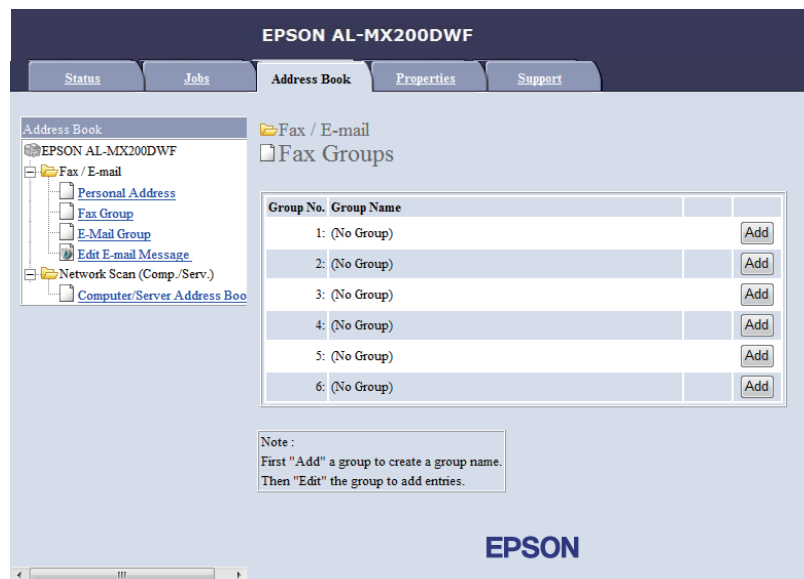 EPSON AL-MX200DWF
Status Jobs Address Book Properties Support
Address Book
EPSON AL-MX200DWF
Fax / E-mail
Personal Address
Fax Group
E-Mail Group
Edit E-mail Message
Network Scan (Comp./Serv.)
Computer/Server Address Boo
Fax / E-mail
Fax Groups
Group No. Group Name
1: (No Group) Add
2: (No Group) Add
3: (No Group) Add
4: (No Group) Add
5: (No Group) Add
6: (No Group) Add
Note :
First "Add" a group to create a group name.
Then "Edit" the group to add entries.
EPSON